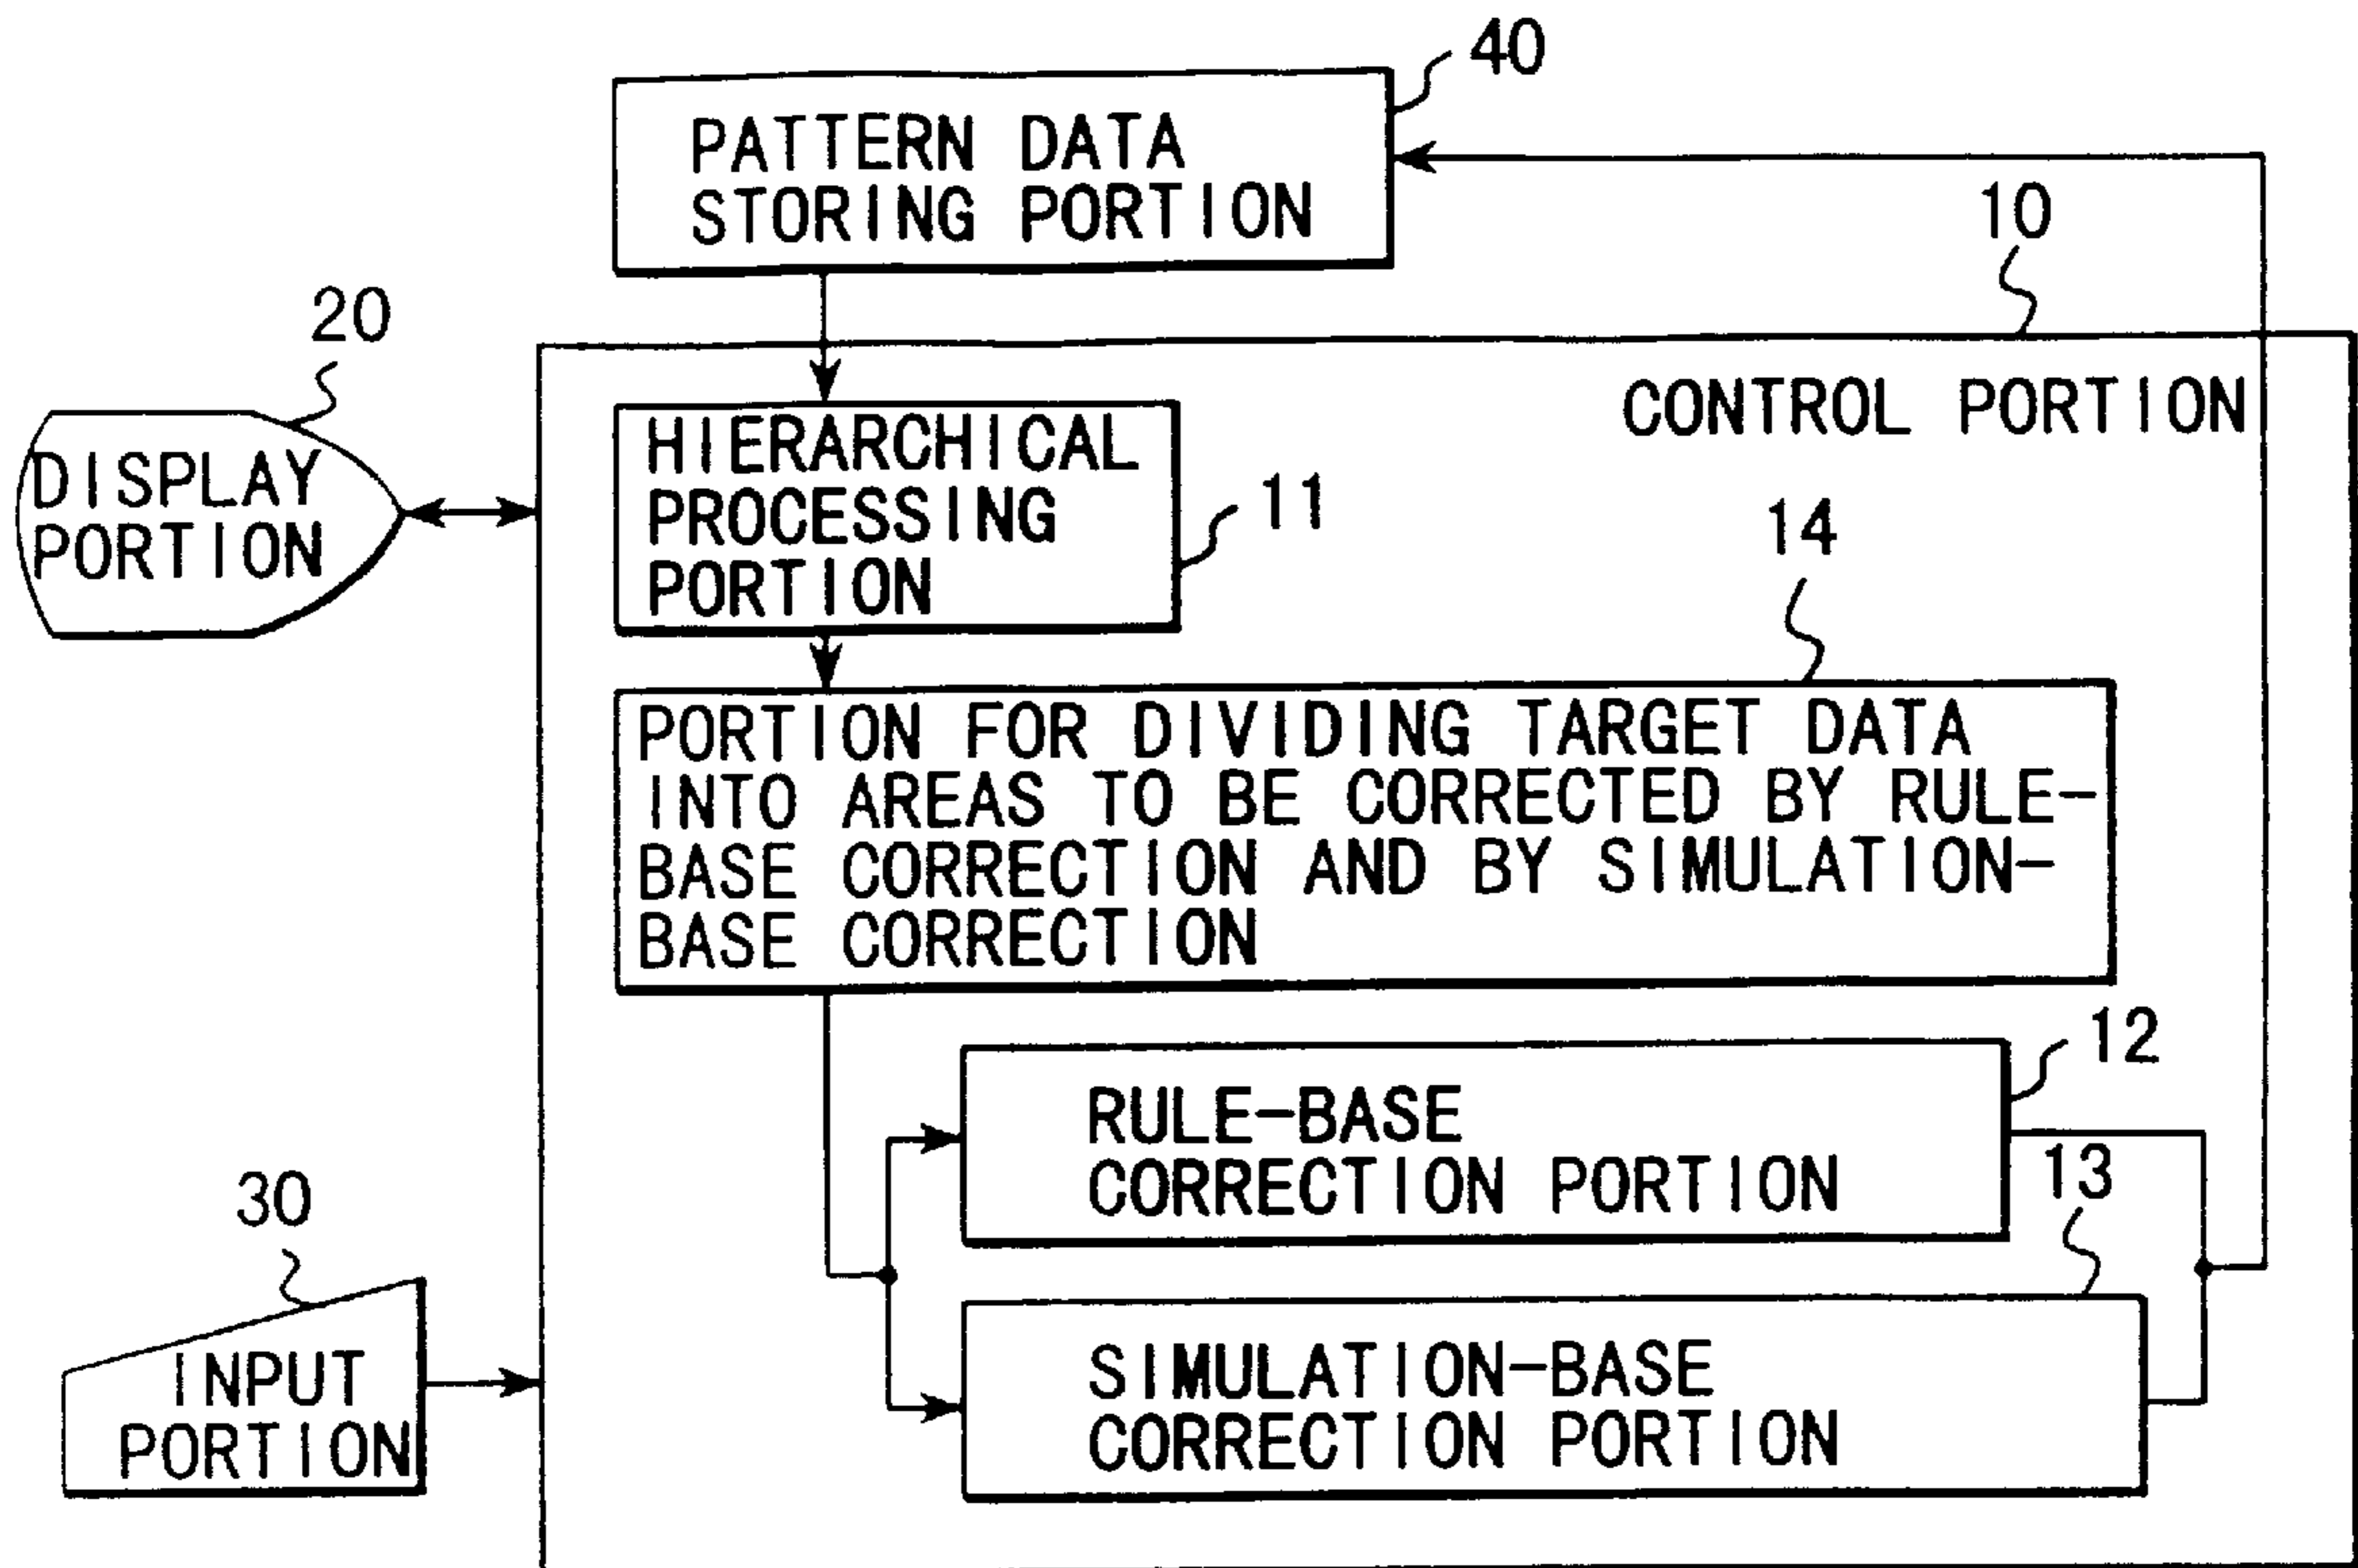 40
PATTERN DATA
STORING PORTION
10
20
CONTROL PORTION
DISPLAY
PORTION
HIERARCHICAL
PROCESSING
PORTION
11
14
PORTION FOR DIVIDING TARGET DATA
INTO AREAS TO BE CORRECTED BY RULE-
BASE CORRECTION AND BY SIMULATION-
BASE CORRECTION
12
RULE-BASE
CORRECTION PORTION
13
30
INPUT
PORTION
SIMULATION-BASE
CORRECTION PORTION